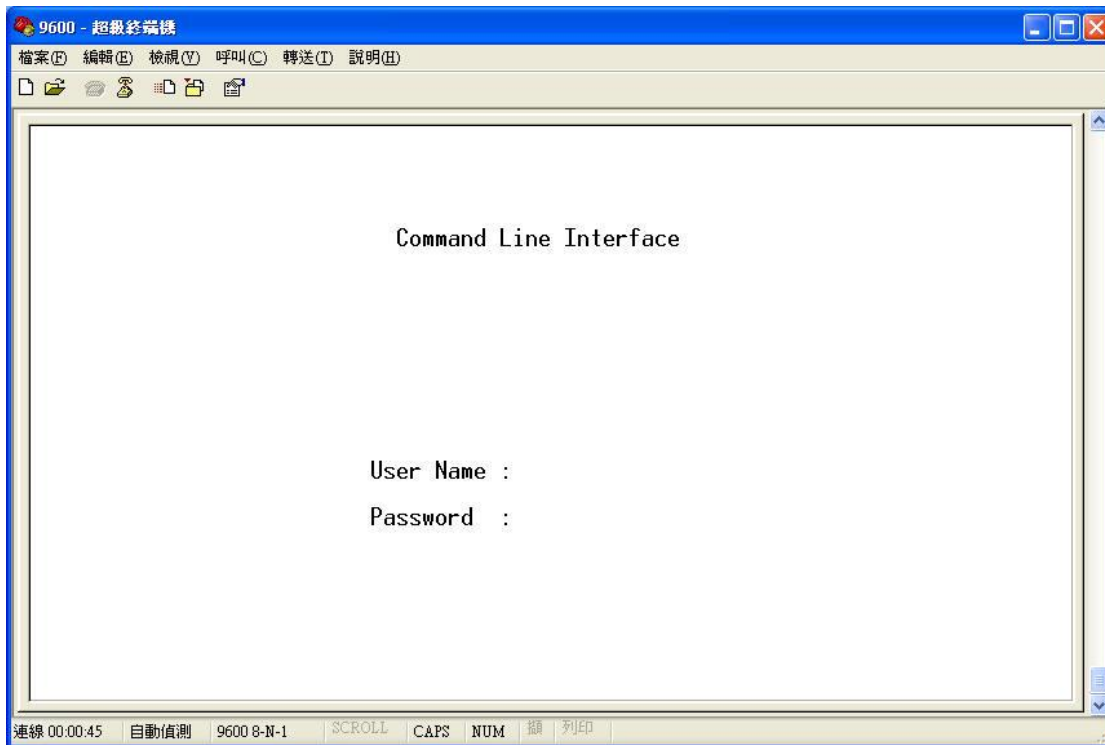 9600 - 超級終端機
檔案(F) 編輯(E) 檢視(V) 呼叫(C) 轉送(T) 說明(H)
Command Line Interface
User Name :
Password :
連線 00:00:45 自動偵測 9600 8-N-1 SCROLL CAPS NUM 擷 列印